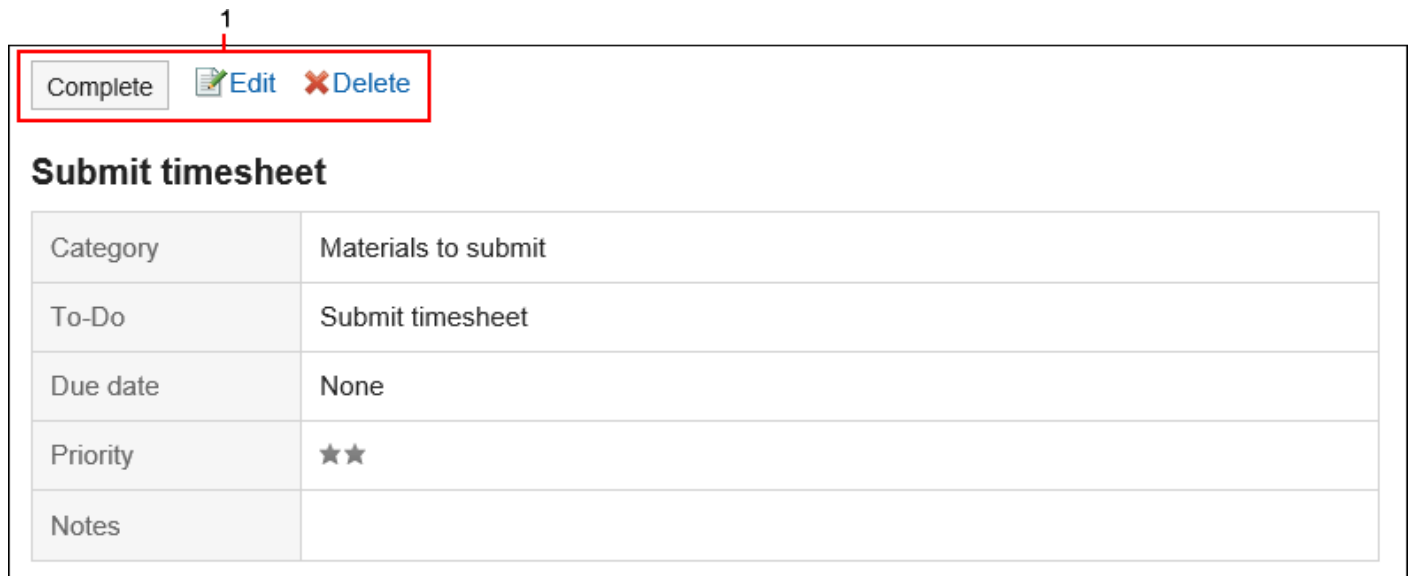 1
Complete Edit Delete
Submit timesheet
Category Materials to submit
To-Do Submit timesheet
Due date None
Priority ★★
Notes